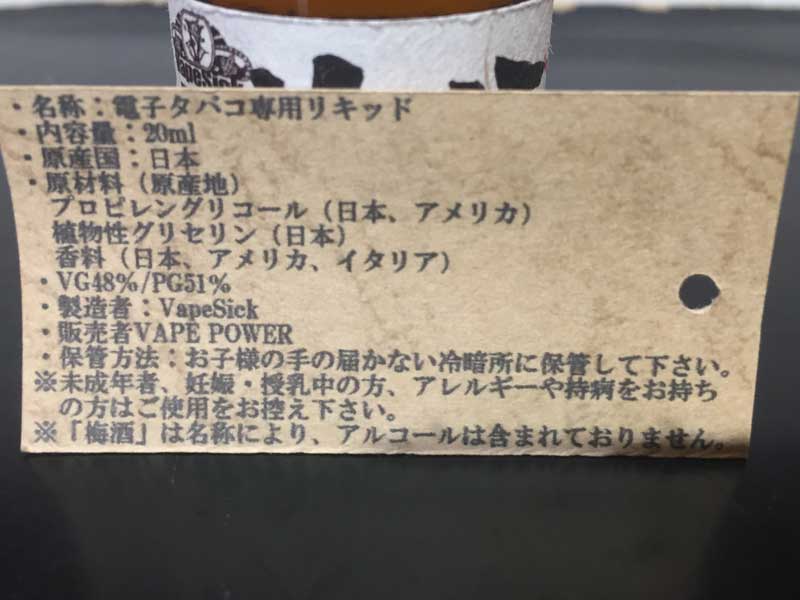 VapeSick
・名称：電子タバコ専用リキッド
・内容量：20ml
・原産国：日本
・原材料（原産地）
プロピレングリコール（日本、アメリカ）
植物性グリセリン（日本）
香料（日本、アメリカ、イタリア）
・VG48%/PG51%
・製造者：VapeSick
・販売者VAPE POWER
・保管方法：お子様の手の届かない冷暗所に保管して下さい。
※未成年者、妊娠・授乳中の方、アレルギーや持病をお持ち
の方はご使用をお控え下さい。
※「梅酒」は名称により、アルコールは含まれておりません。